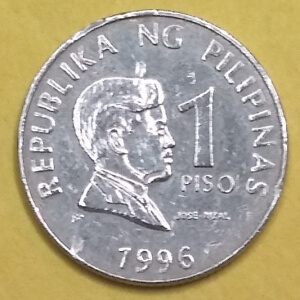 REPUBLIKA NG PILIPINAS
1
PISO
JOSE RIZAL
1996